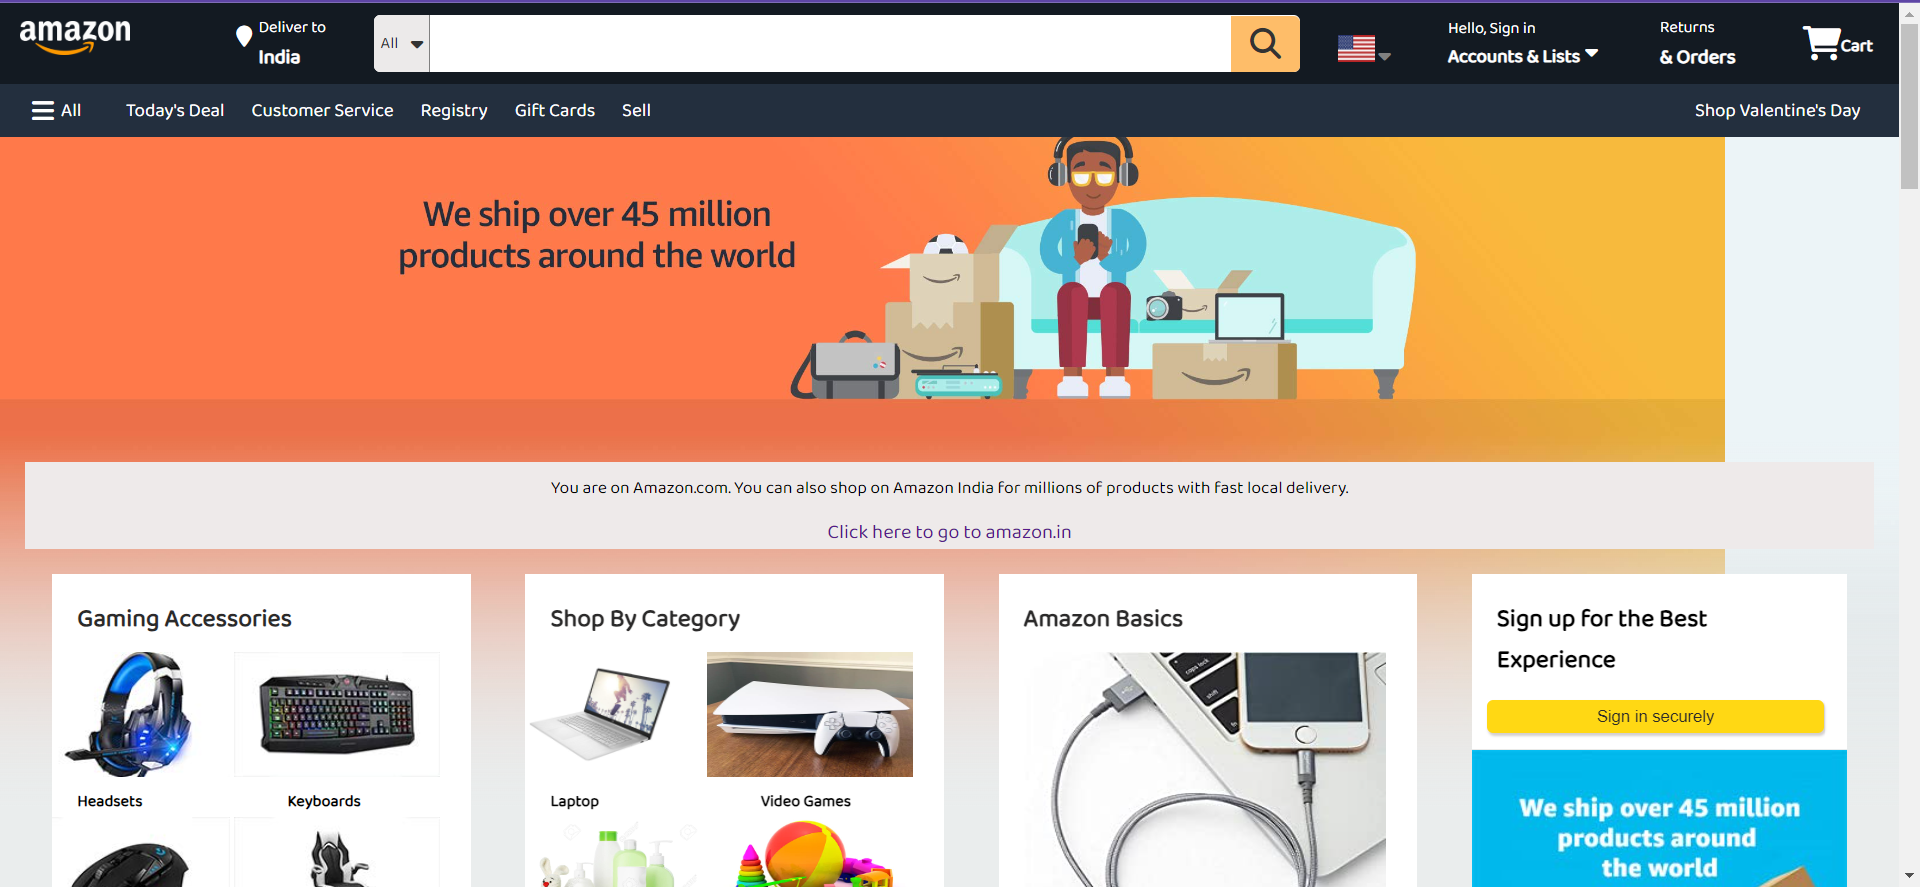 amazon
Deliver to
India
All
Hello, Sign in
Accounts & Lists
Returns
& Orders
Cart
All
Today's Deal
Customer Service
Registry
Gift Cards
Sell
Shop Valentine's Day
We ship over 45 million
products around the world
You are on Amazon.com. You can also shop on Amazon India for millions of products with fast local delivery.
Click here to go to amazon.in
Gaming Accessories
Shop By Category
Amazon Basics
Sign up for the Best
Experience
Sign in securely
caps lock
shift
fn
Headsets
Keyboards
Laptop
Video Games
We ship over 45 million
products around
the world